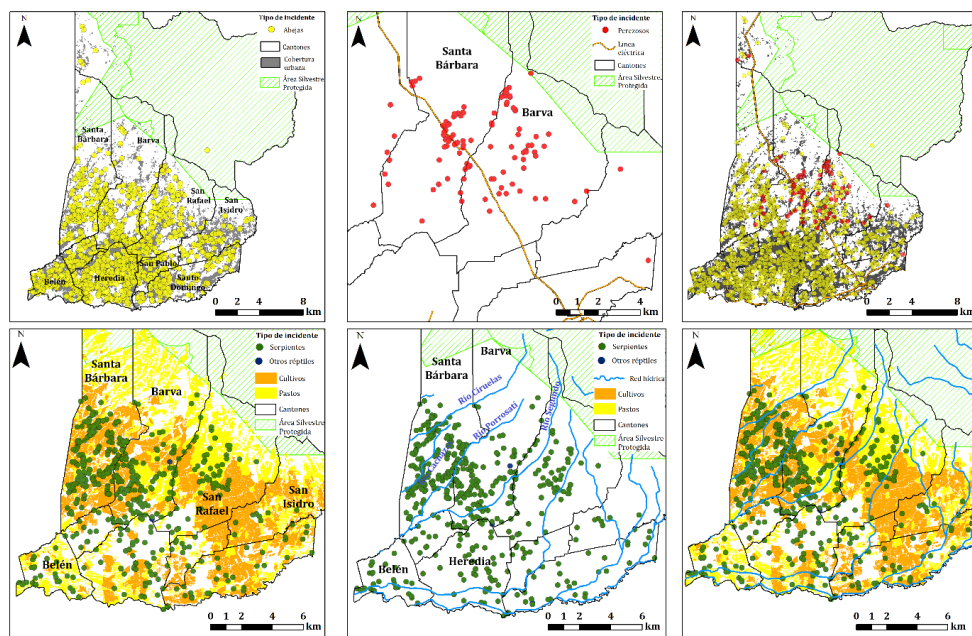 N
Tipo de incidente
Abejas
Cantones
Cobertura
urbana
Área Silvestre
Protegida
Santa
Bárbara
Barva
San
Rafael
San
Isidro
San Pablo
Belén
Heredia
Santo
Domingo
0 2 4 8
km
N
Tipo de incidente
Perezosos
Línea
eléctrica
Cantones
Área Silvestre
Protegida
Santa
Bárbara
Barva
0 1 2 4
km
N
0 2 4 8
km
N
Tipo de incidente
Serpientes
Otros réptiles
Cultivos
Pastos
Cantones
Área Silvestre
Protegida
Santa
Bárbara
Barva
San
Rafael
San
Isidro
Belén
0 1 2 4 6
km
N
Tipo de incidente
Serpientes
Otros réptiles
Red hídrica
Cultivos
Pastos
Cantones
Área Silvestre
Protegida
Santa
Bárbara
Barva
Río Ciruelas
Río Porrosatí
Río Segundo
Belén
Heredia
0 1 2 4 6
km
N
0 1 2 4 6
km